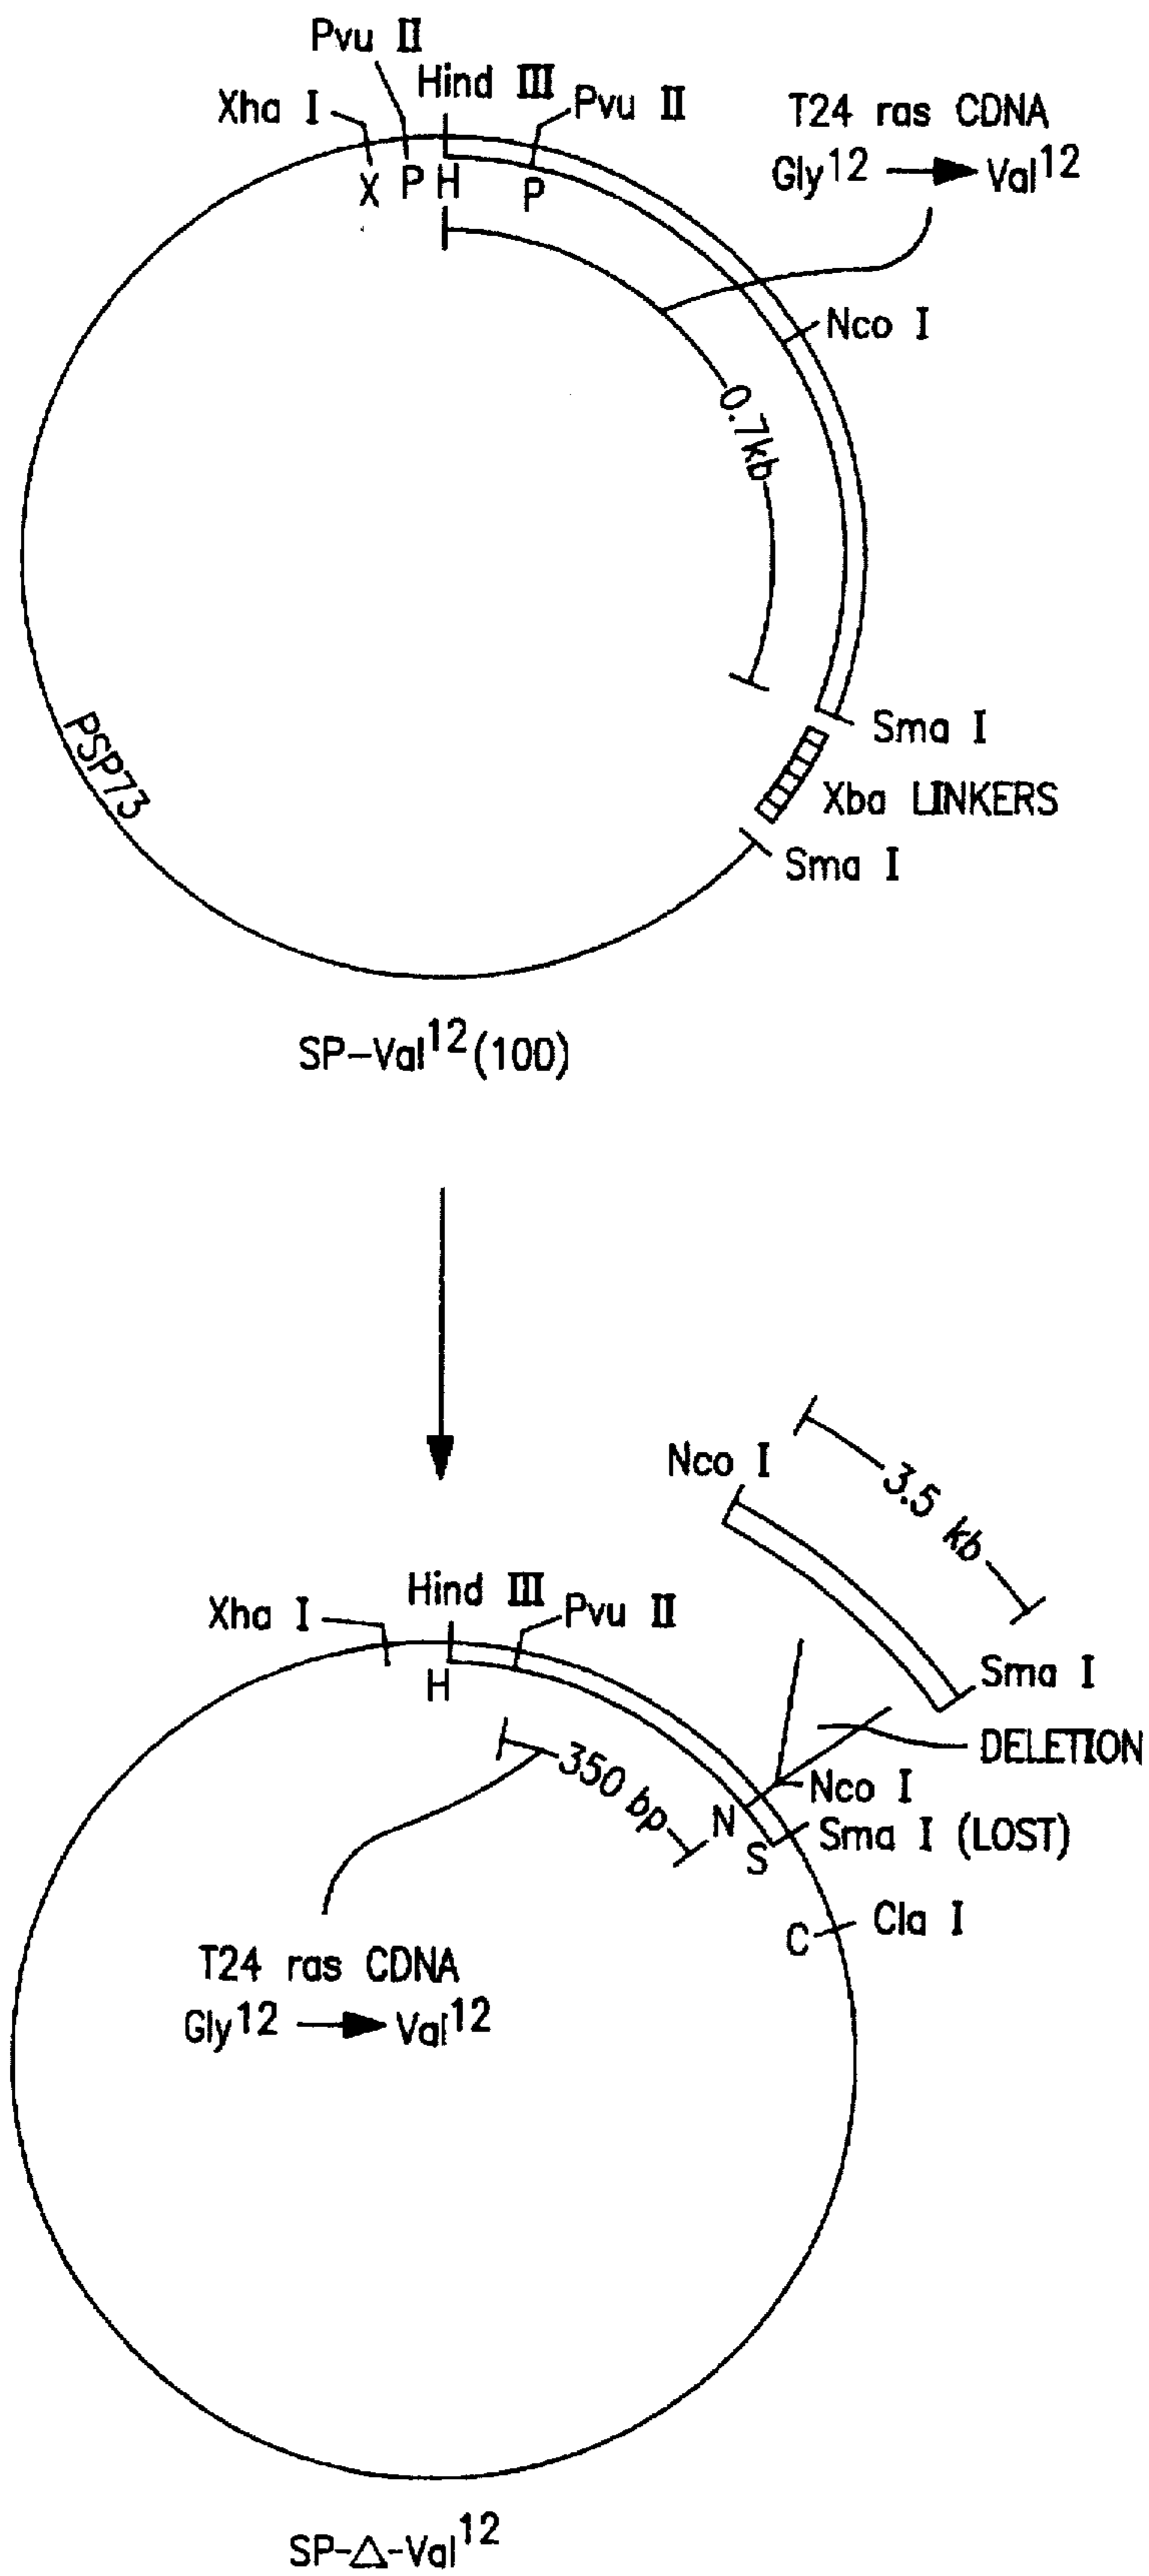 Pvu II
Hind III
Xha I
Pvu II
X
P
H
P
T24 ras CDNA
Gly12 → Val12
Nco I
0.7kb
PSP73
Sma I
Xba LINKERS
Sma I
SP-Val12(100)
Nco I
3.5 kb
Xha I
Hind III
Pvu II
H
Sma I
DELETION
350 bp
N
Nco I
S
Sma I (LOST)
C
Cla I
T24 ras CDNA
Gly12 → Val12
SP-△-Val12